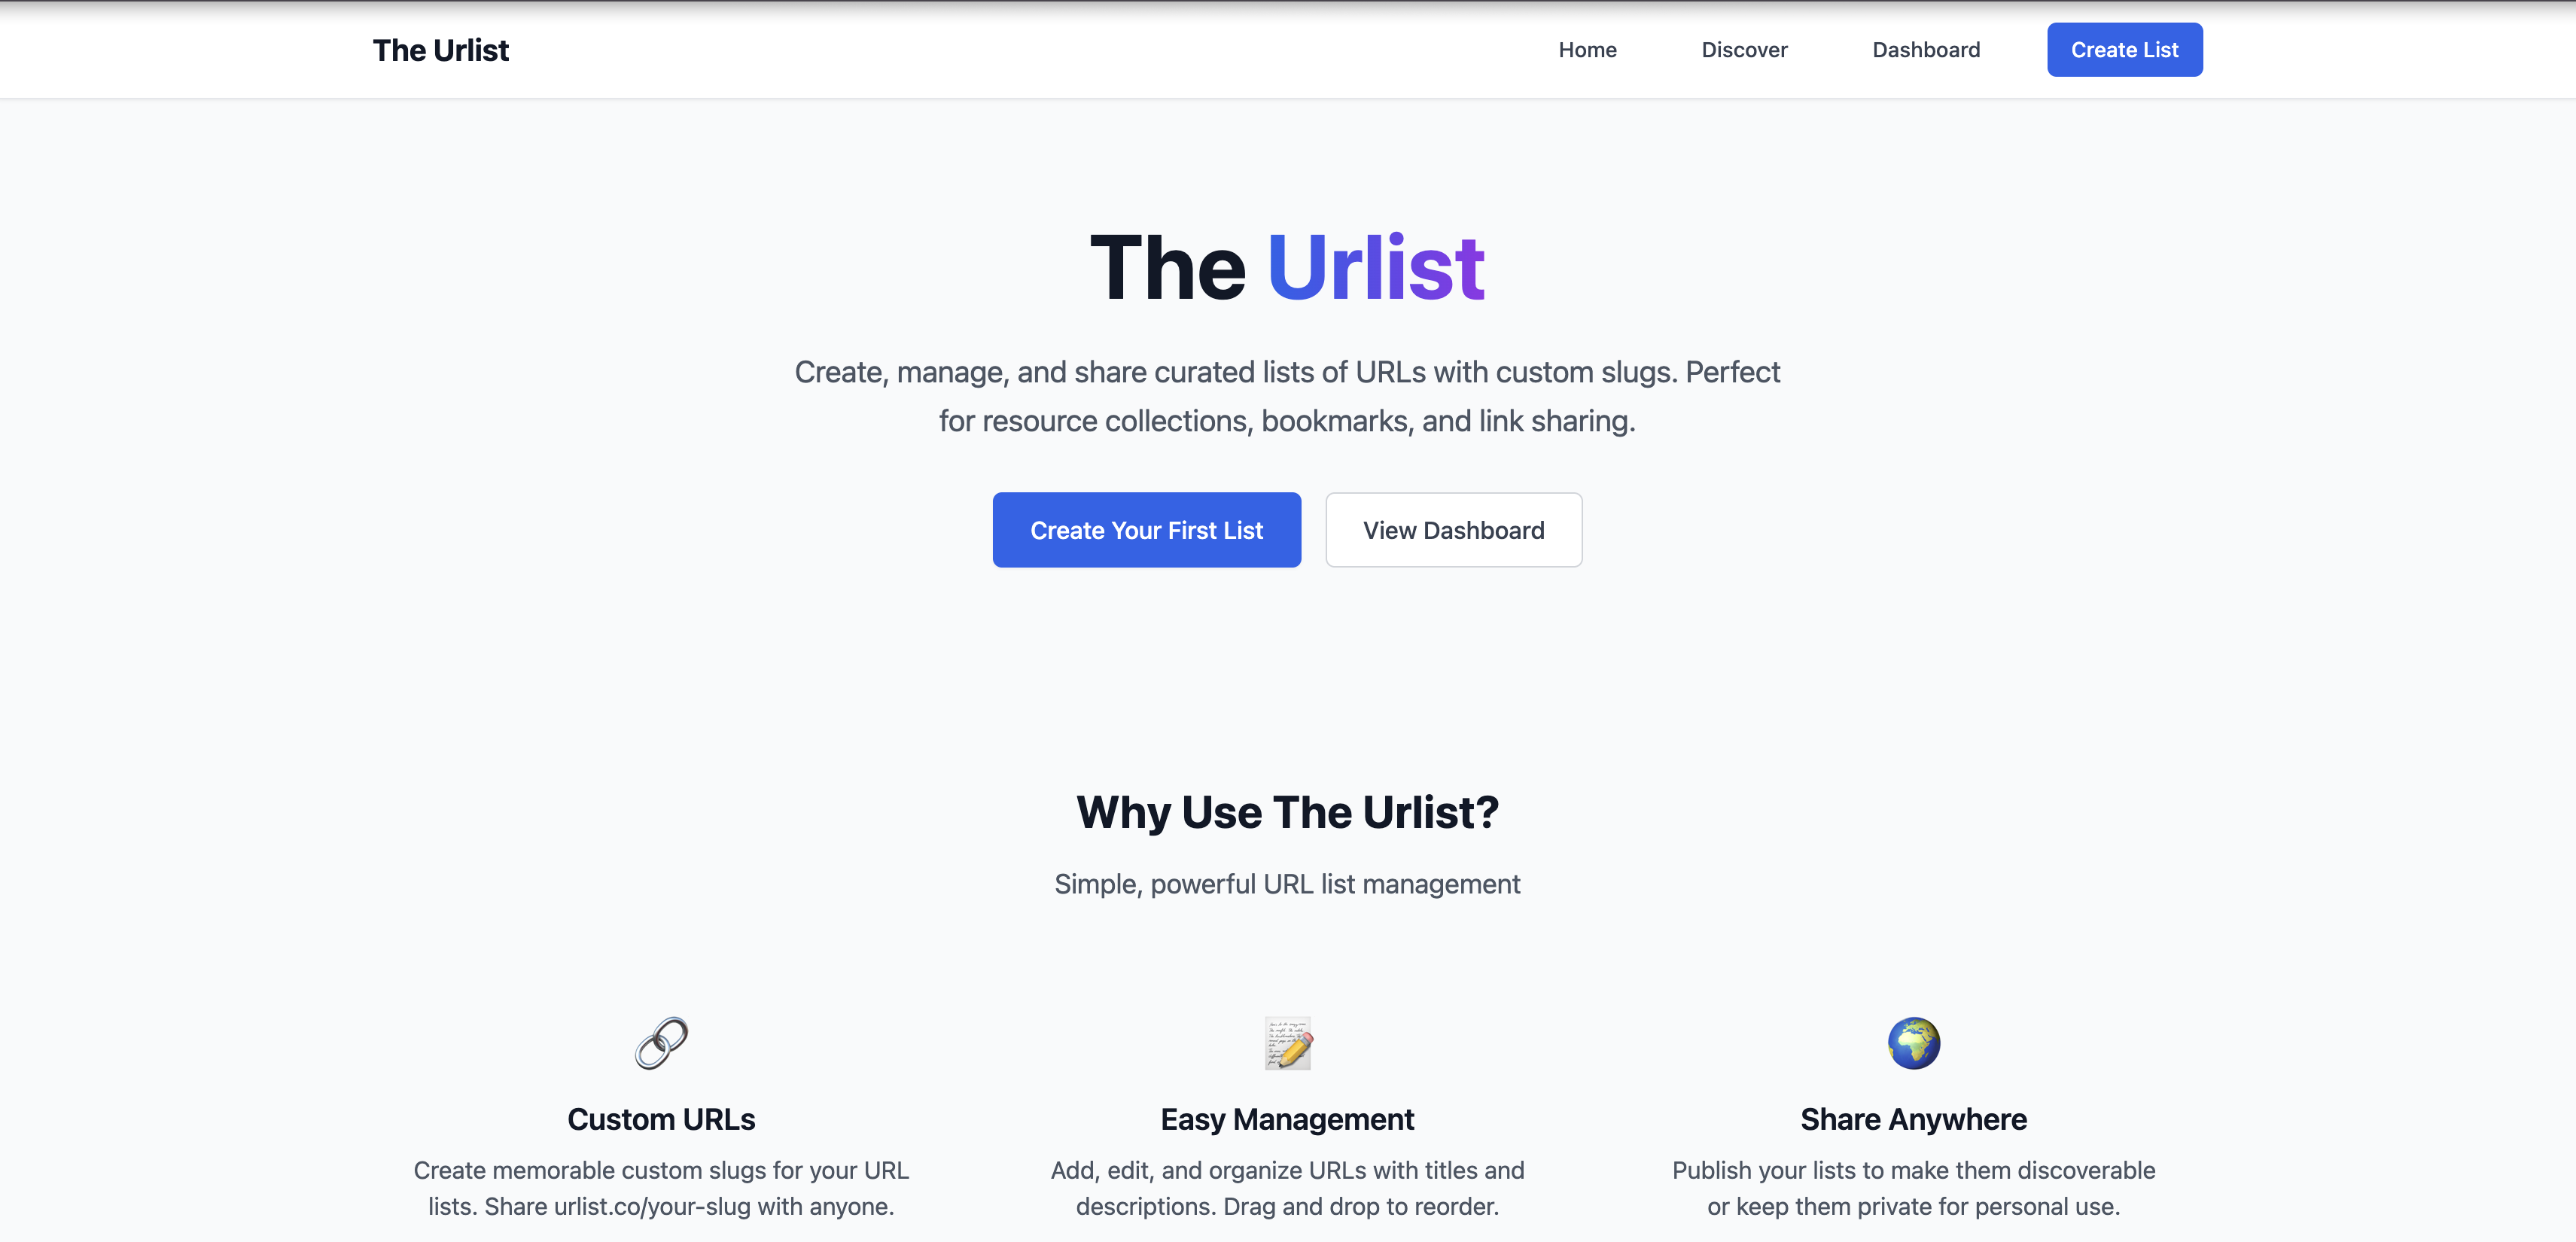 The Urlist
Home
Discover
Dashboard
Create List
The Urlist
Create, manage, and share curated lists of URLs with custom slugs. Perfect
for resource collections, bookmarks, and link sharing.
Create Your First List
View Dashboard
Why Use The Urlist?
Simple, powerful URL list management
Custom URLs
Create memorable custom slugs for your URL
lists. Share urlist.co/your-slug with anyone.
Easy Management
Add, edit, and organize URLs with titles and
descriptions. Drag and drop to reorder.
Share Anywhere
Publish your lists to make them discoverable
or keep them private for personal use.